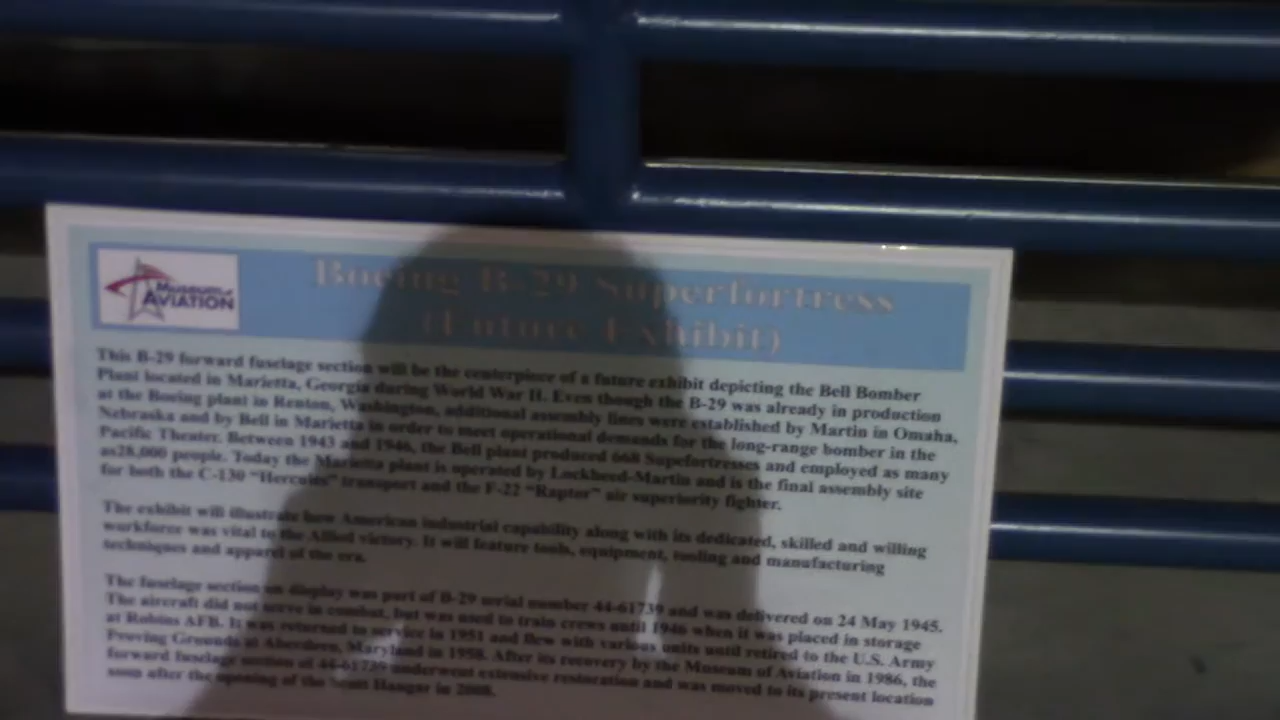 Museum of
AVIATION
Boeing B-29 Superfortress
(Future Exhibit)
This B-29 forward fuselage section will be the centerpiece of a future exhibit depicting the Bell Bomber
Plant located in Marietta, Georgia during World War II. Even though the B-29 was already in production
at the Boeing plant in Renton, Washington, additional assembly lines were established by Martin in Omaha,
Nebraska and by Bell in Marietta in order to meet operational demands for the long-range bomber in the
Pacific Theater. Between 1943 and 1946, the Bell plant produced 668 Supefortresses and employed as many
as28,000 people. Today the Marietta plant is operated by Lockheed-Martin and is the final assembly site
for both the C-130 “Hercules” transport and the F-22 “Raptor” air superiority fighter.
The exhibit will illustrate how American industrial capability along with its dedicated, skilled and willing
workforce was vital to the Allied victory. It will feature tools, equipment, tooling and manufacturing
techniques and apparel of the era.
The fuselage section on display was part of B-29 serial number 44-61739 and was delivered on 24 May 1945.
The aircraft did not serve in combat, but was used to train crews until 1946 when it was placed in storage
at Robins AFB. It was returned to service in 1951 and flew with various units until retired to the U.S. Army
Proving Grounds at Aberdeen, Maryland in 1958. After its recovery by the Museum of Aviation in 1986, the
forward fuselage section of 44-61739 underwent extensive restoration and was moved to its present location
soon after the opening of the Scott Hangar in 2008.